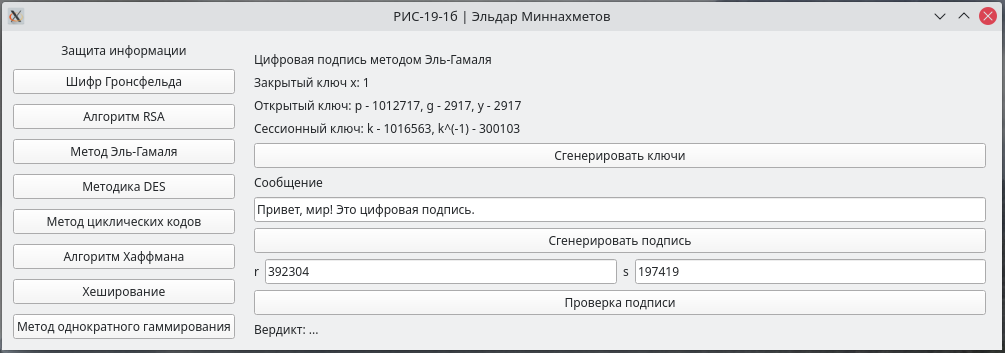 РИС-19-1б | Эльдар Миннахметов
Защита информации
Шифр Гронсфельда
Алгоритм RSA
Метод Эль-Гамаля
Методика DES
Метод циклических кодов
Алгоритм Хаффмана
Хеширование
Метод однократного гаммирования
Цифровая подпись методом Эль-Гамаля
Закрытый ключ x: 1
Открытый ключ: p - 1012717, g - 2917, y - 2917
Сессионный ключ: k - 1016563, k^(-1) - 300103
Сгенерировать ключи
Сообщение
Привет, мир! Это цифровая подпись.
Сгенерировать подпись
r 392304 s 197419
Проверка подписи
Вердикт: ...